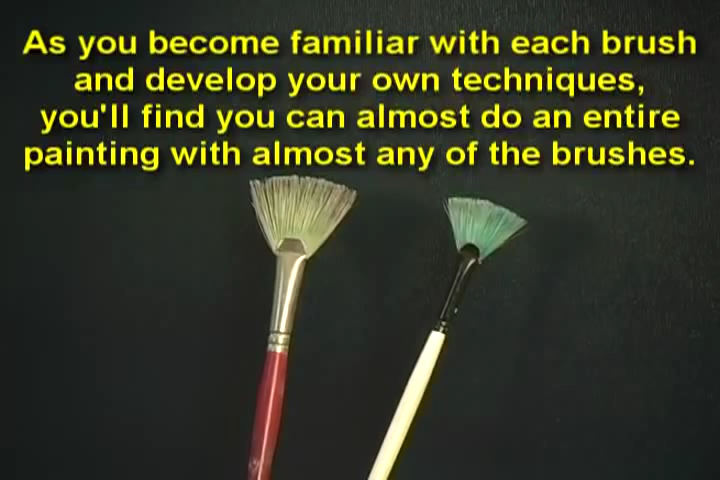 As you become familiar with each brush
and develop your own techniques,
you'll find you can almost do an entire
painting with almost any of the brushes.